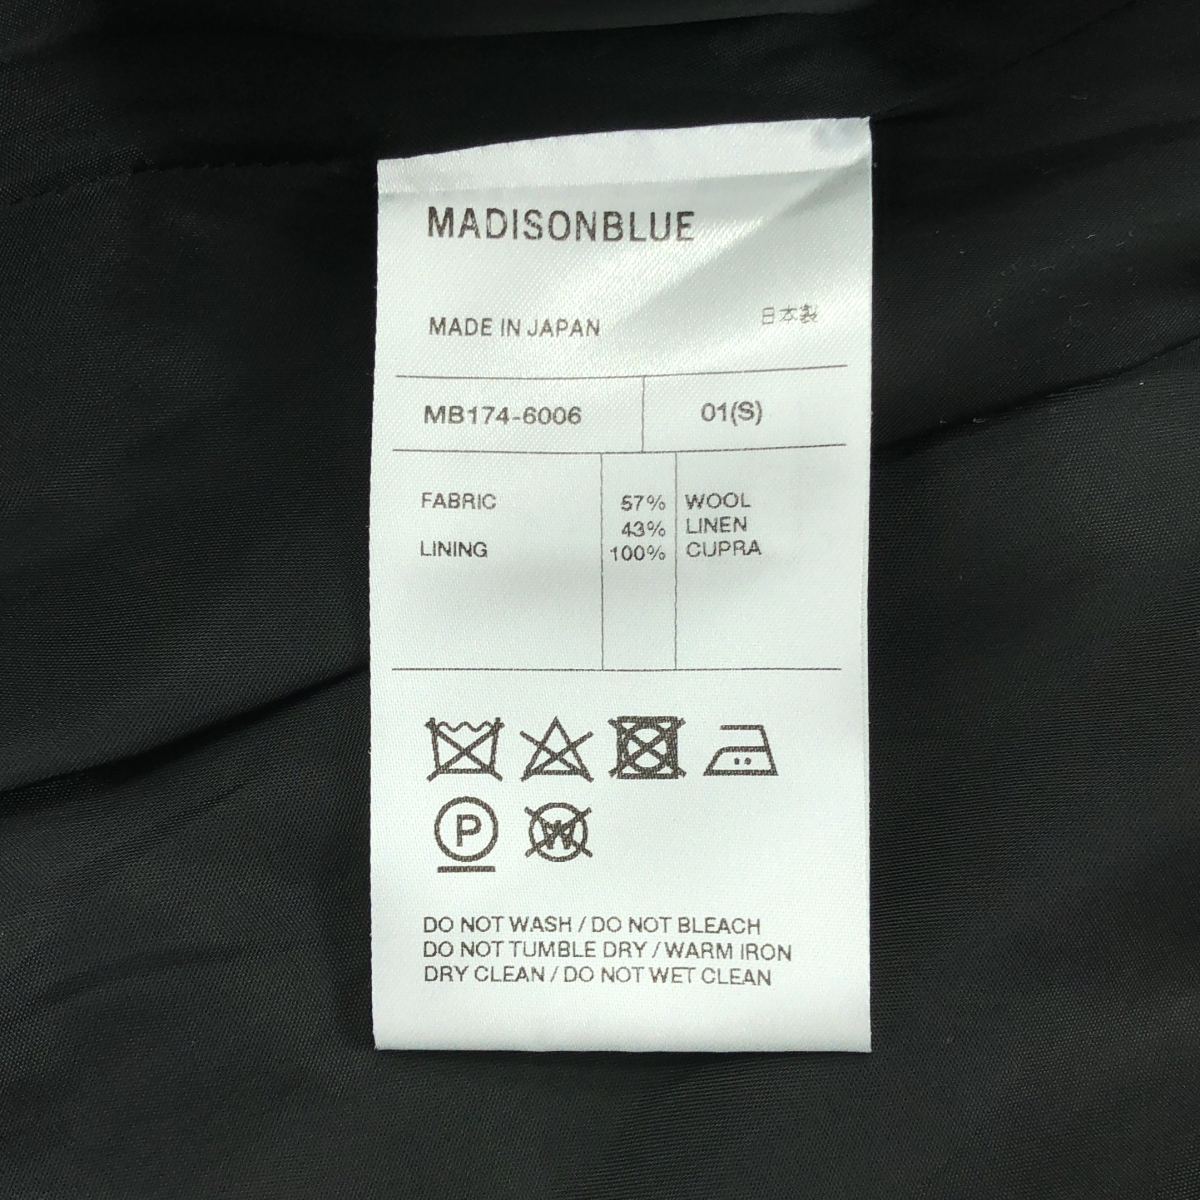 MADISONBLUE
MADE IN JAPAN 日本製
MB174-6006 01(S)
FABRIC 57% WOOL
43% LINEN
LINING 100% CUPRA
P W
DO NOT WASH / DO NOT BLEACH
DO NOT TUMBLE DRY / WARM IRON
DRY CLEAN / DO NOT WET CLEAN